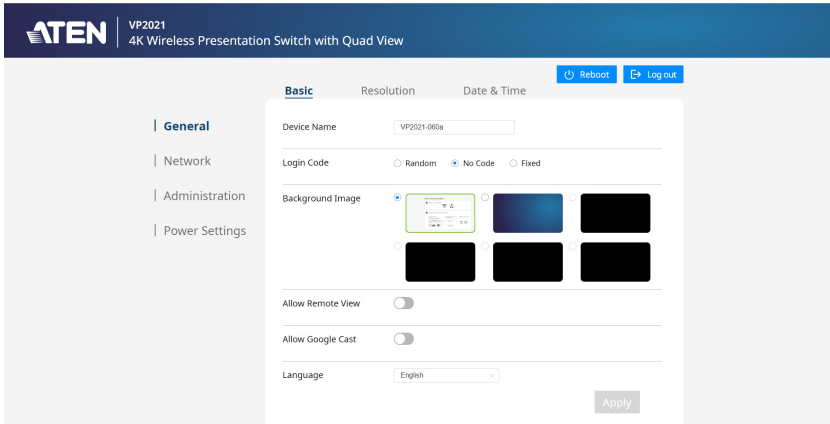 ATEN
VP2021
4K Wireless Presentation Switch with Quad View
Reboot
Log out
Basic
Resolution
Date & Time
General
Network
Administration
Power Settings
Device Name
VP2021-060a
Login Code
Random
No Code
Fixed
Background Image
Allow Remote View
Allow Google Cast
Language
English
Apply